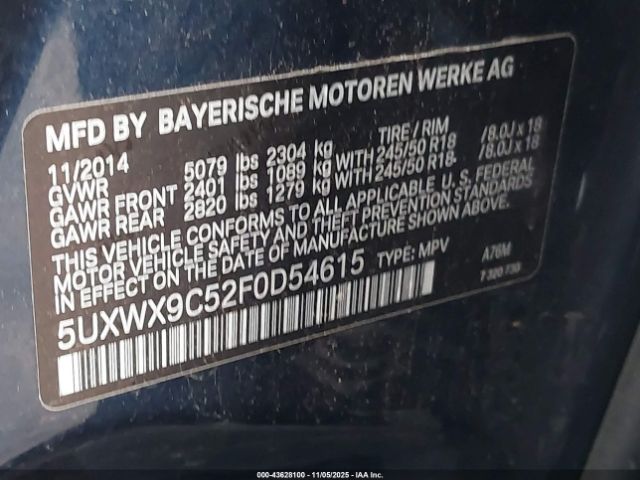 MFD BY BAYERISCHE MOTOREN WERKE AG
11/2014 TIRE / RIM
GVWR 5079 lbs 2304 kg
GAWR FRONT 2401 lbs 1089 kg WITH 245/50 R18 /8.0J x 18
GAWR REAR 2820 lbs 1279 kg WITH 245/50 R18 /8.0J x 18
THIS VEHICLE CONFORMS TO ALL APPLICABLE U. S. FEDERAL
MOTOR VEHICLE SAFETY AND THEFT PREVENTION STANDARDS
IN EFFECT ON THE DATE OF MANUFACTURE SHOWN ABOVE.
5UXWX9C52F0D54615 TYPE: MPV A76M
7 320 730
000-43628100 - 11/05/2025 - IAA Inc.